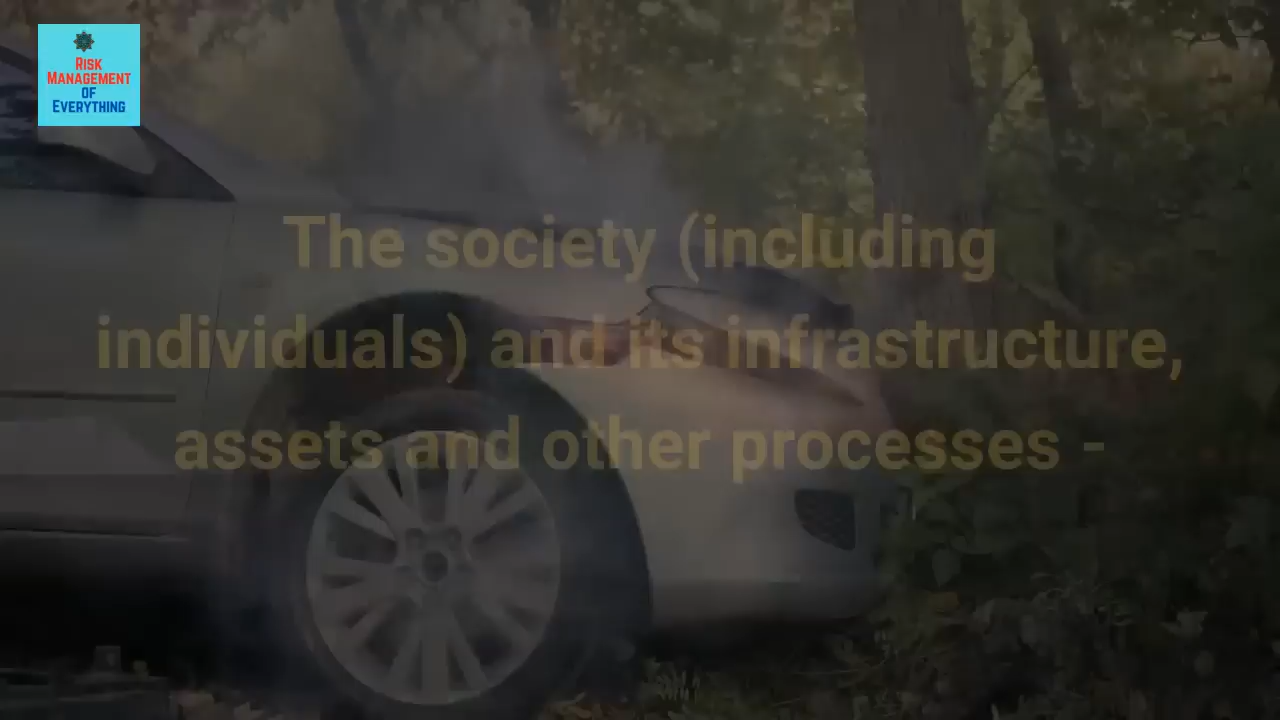 RISK
MANAGEMENT
OF
EVERYTHING
The society (including
individuals) and its infrastructure,
assets and other processes -